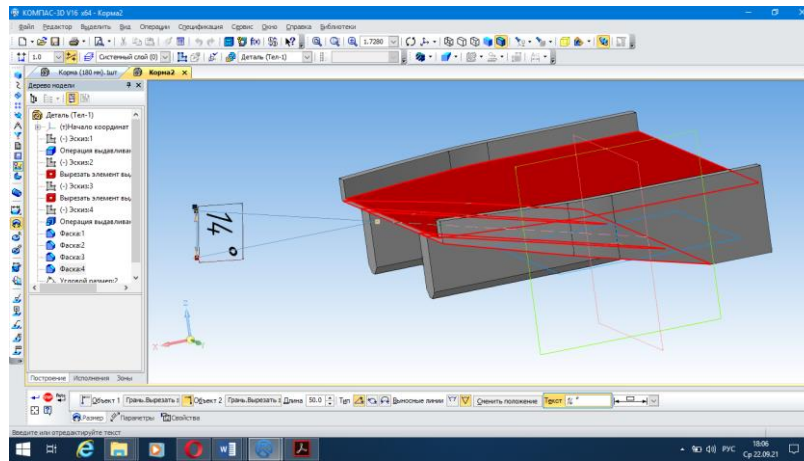 КОМПАС-3D V16 x64 - Корма2
Файл Редактор Выделить Вид Операции Спецификация Сервис Окно Справка Библиотеки
1.7280
1.0 Системный слой (0) Деталь (Тел-1)
Корма (180 мм). Корма2
Дерево модели
Деталь (Тел-1)
(т)Начало координат
(-) Эскиз:1
Операция выдавливан
(-) Эскиз:2
Вырезать элемент выд
(-) Эскиз:3
Вырезать элемент выд
(-) Эскиз:4
Операция выдавливан
Фаска:1
Фаска:2
Фаска:3
Фаска:4
Угловой размер:2
14°
Z
X
Построение Исполнения Зоны
Объект 1 Грань.Вырезать э Объект 2 Грань.Вырезать э Длина 50.0 Тип Выносные линии Оценить положение Текст
Размер Параметры Свойства
Введите или отредактируйте текст
РУС 18:06
Ср 22.09.21